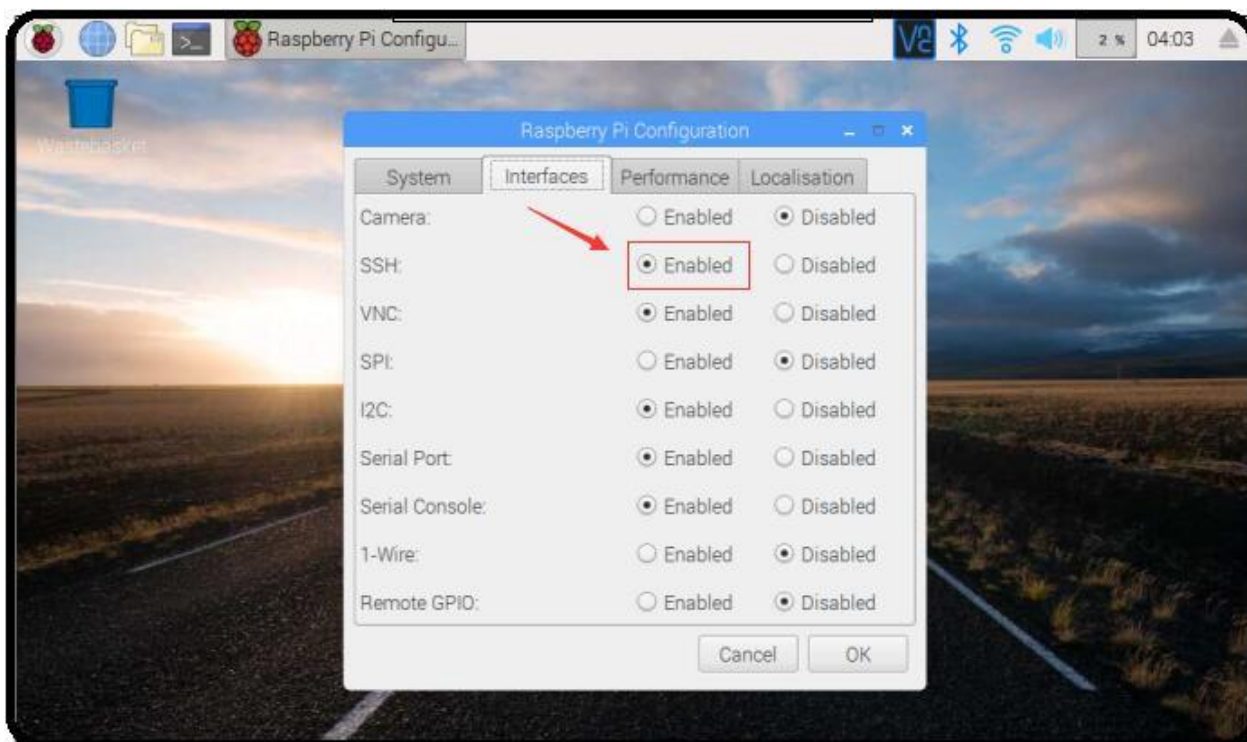 Raspberry Pi Configu...
2 %
04:03
Wastebasket
Raspberry Pi Configuration
System Interfaces Performance Localisation
Camera: Enabled Disabled
SSH: Enabled Disabled
VNC: Enabled Disabled
SPI: Enabled Disabled
I2C: Enabled Disabled
Serial Port: Enabled Disabled
Serial Console: Enabled Disabled
1-Wire: Enabled Disabled
Remote GPIO: Enabled Disabled
Cancel OK